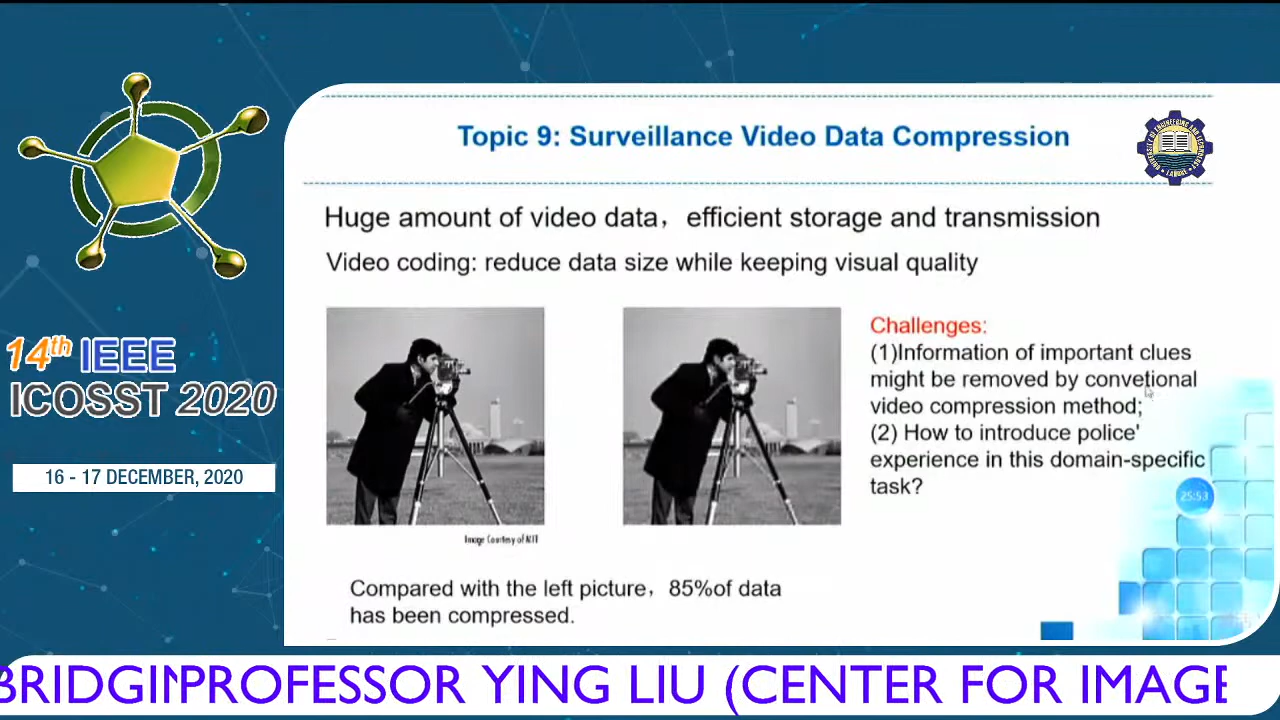 Topic 9: Surveillance Video Data Compression
Huge amount of video data，efficient storage and transmission
Video coding: reduce data size while keeping visual quality
Challenges:
(1)Information of important clues
might be removed by convetional
video compression method;
(2) How to introduce police'
experience in this domain-specific
task?
25:53
Image Courtesy of MIT
Compared with the left picture，85%of data
has been compressed.
14th IEEE
ICOSST 2020
16 - 17 DECEMBER, 2020
PROFESSOR YING LIU (CENTER FOR IMAGE